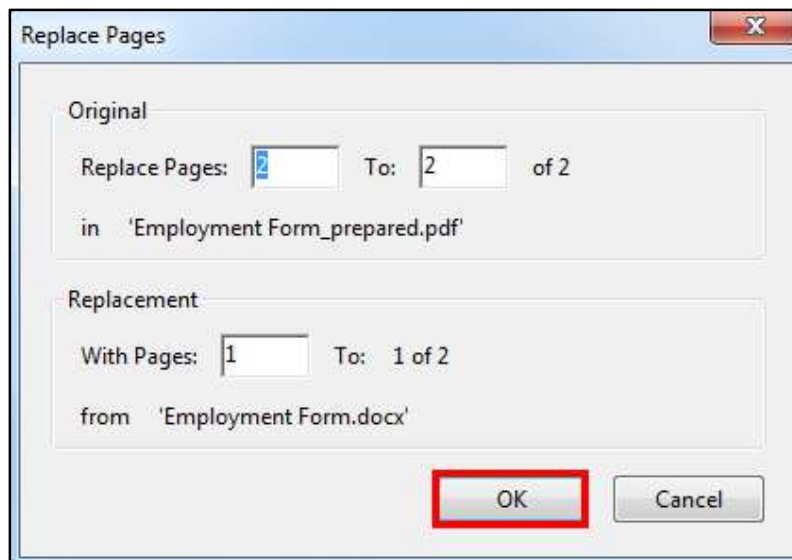 Replace Pages
Original
Replace Pages: 2 To: 2 of 2
in 'Employment Form_prepared.pdf'
Replacement
With Pages: 1 To: 1 of 2
from 'Employment Form.docx'
OK Cancel